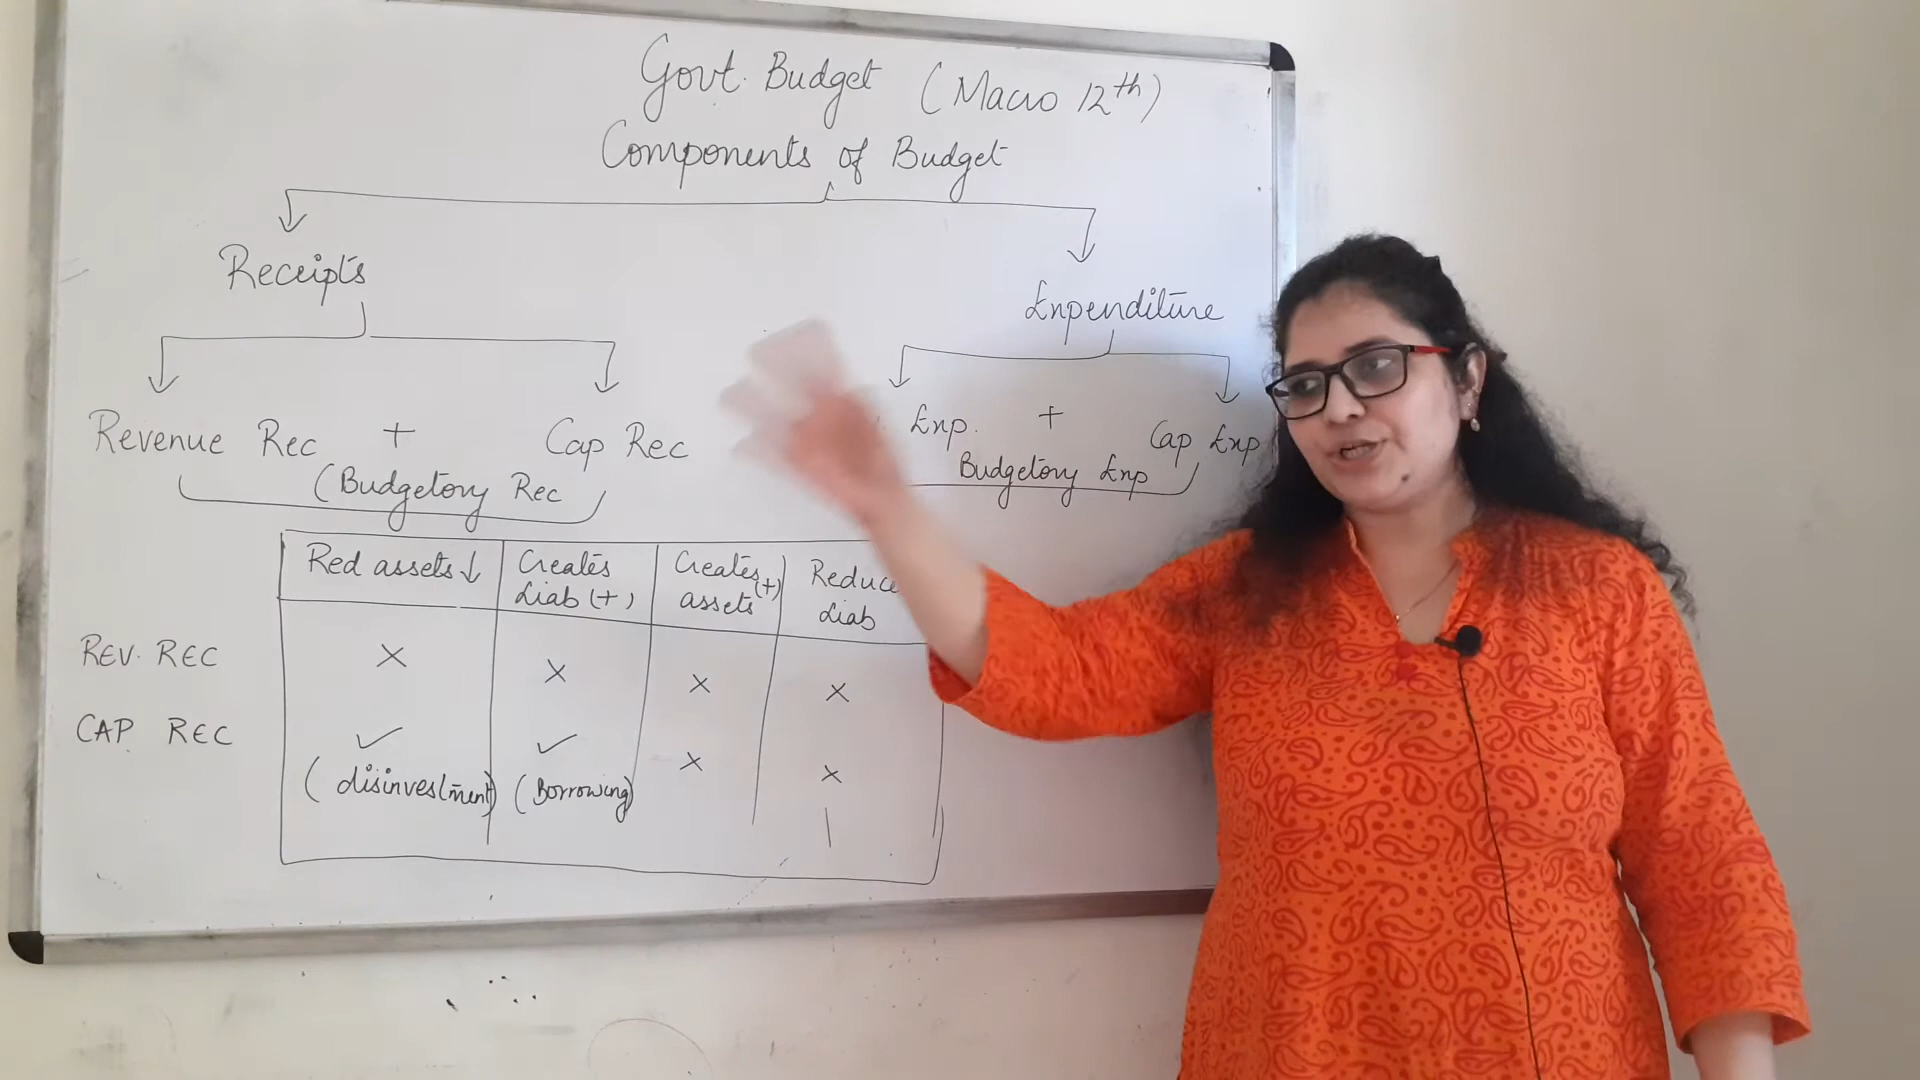 Govt. Budget (Macro 12th)
Components of Budget
Receipts
Expenditure
Revenue Rec + Cap Rec
(Budgetory Rec
Exp. + Cap Exp
Budgetory Exp
Red assets ↓ Creates Liab (+) Creates (+) assets Reduce Liab
REV. REC × × × ×
CAP REC ✓ ✓ × ×
(disinvestment) (Borrowing)